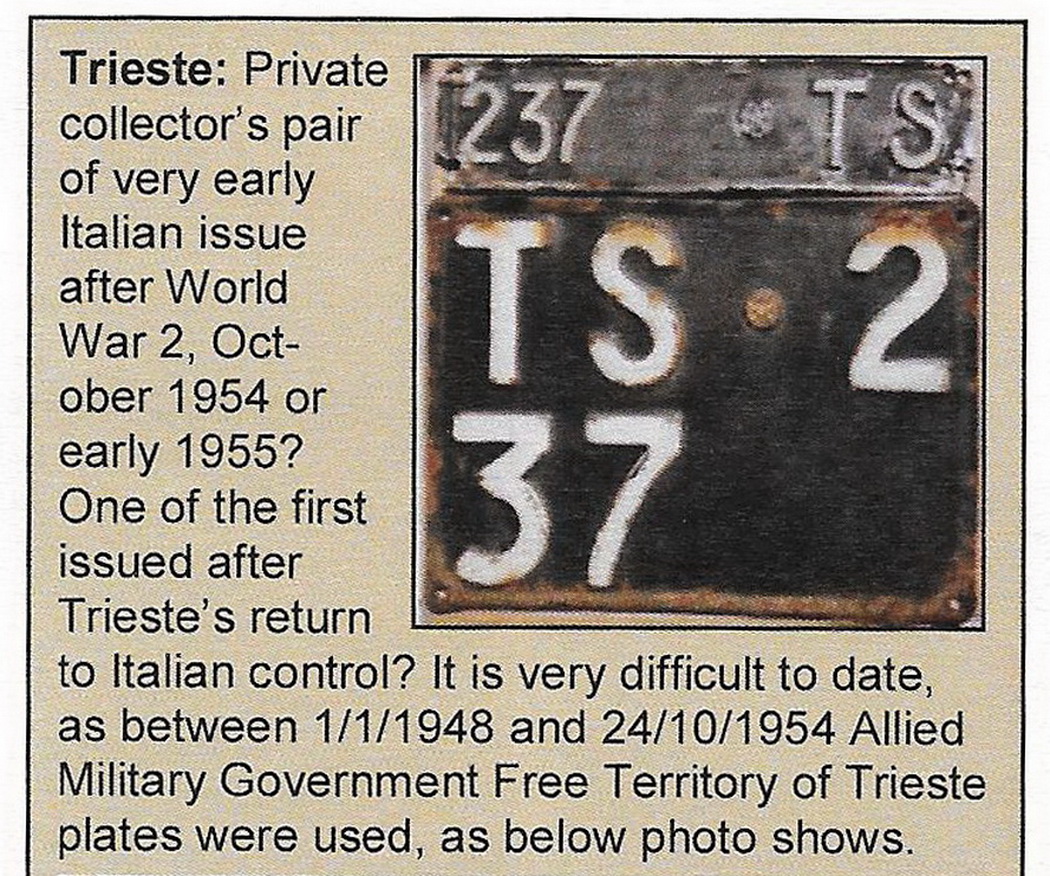 Trieste: Private
collector's pair
of very early
Italian issue
after World
War 2, Oct-
ober 1954 or
early 1955?
One of the first
issued after
Trieste's return
to Italian control? It is very difficult to date,
as between 1/1/1948 and 24/10/1954 Allied
Military Government Free Territory of Trieste
plates were used, as below photo shows.
237 TS
TS 2
37